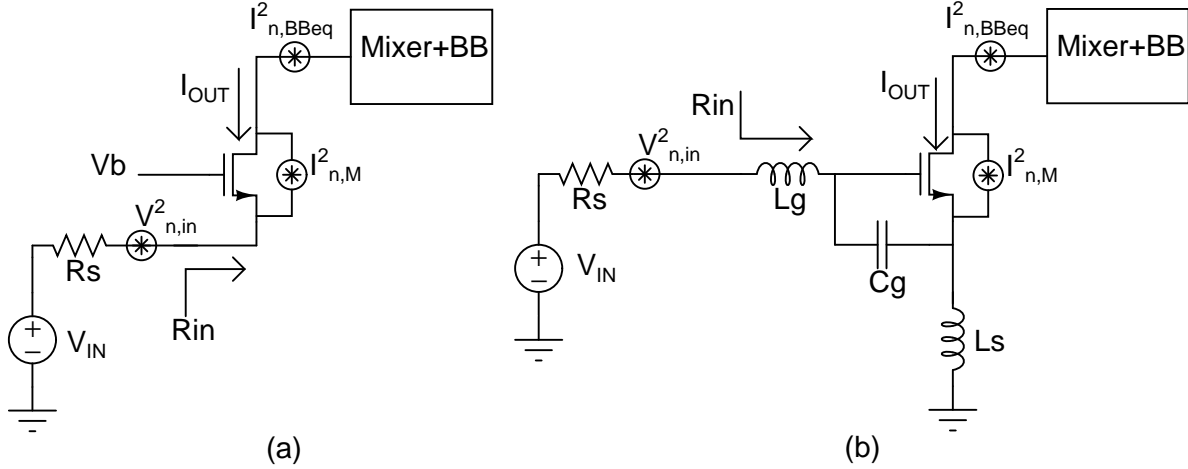 I²n,BBeq
Mixer+BB
IOUT
Vb
I²n,M
V²n,in
Rs
VIN
Rin
(a)
I²n,BBeq
Mixer+BB
IOUT
Rin
V²n,in
Rs
Lg
I²n,M
Cg
VIN
Ls
(b)